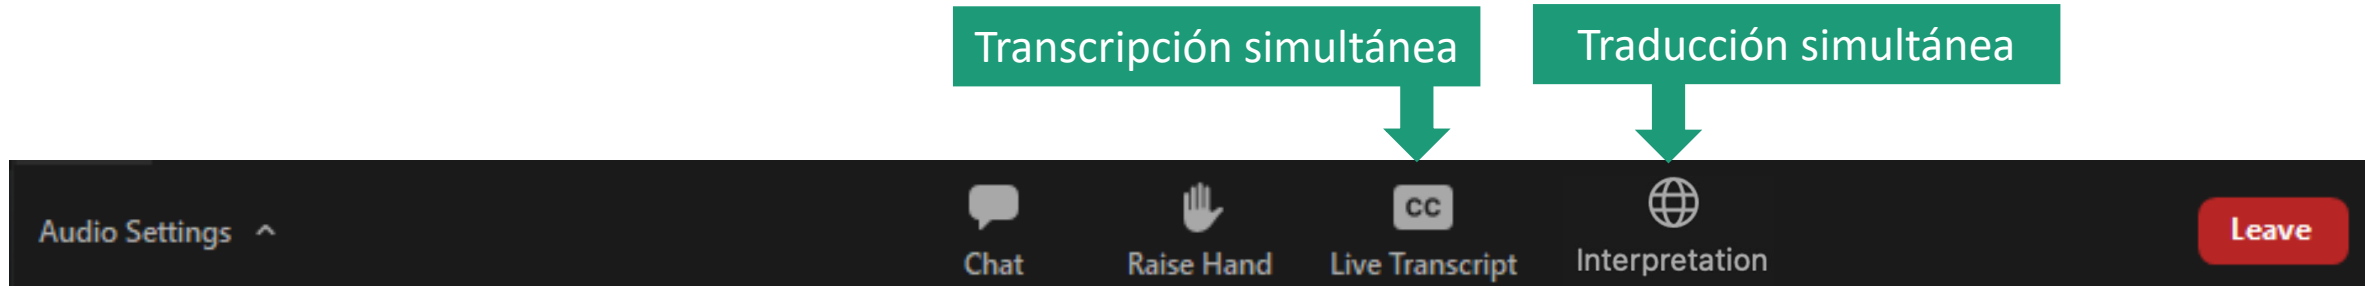 Transcripción simultánea
Traducción simultánea
Audio Settings
Chat
Raise Hand
CC
Live Transcript
Interpretation
Leave